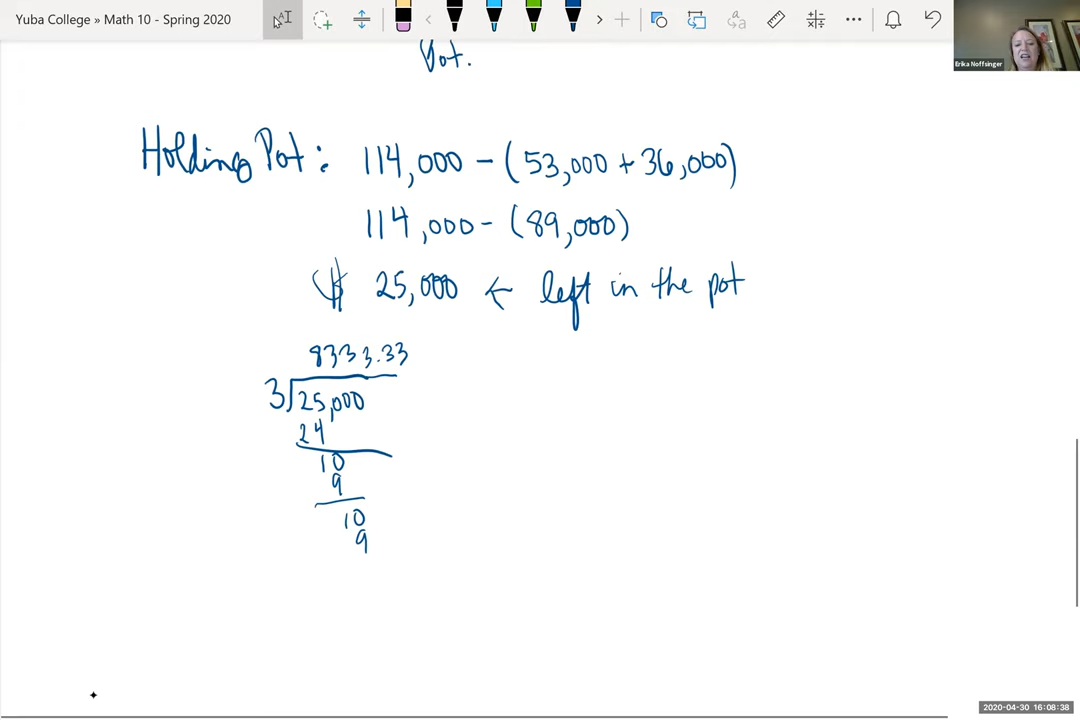 Yuba College » Math 10 - Spring 2020
Erika Noffsinger
Pot.
Holding Pot: 114,000 - (53,000 + 36,000)
114,000 - (89,000)
$ 25,000 ← left in the pot
8333.33
3 25,000
24
10
9
10
9
2020-04-30 16:08:38